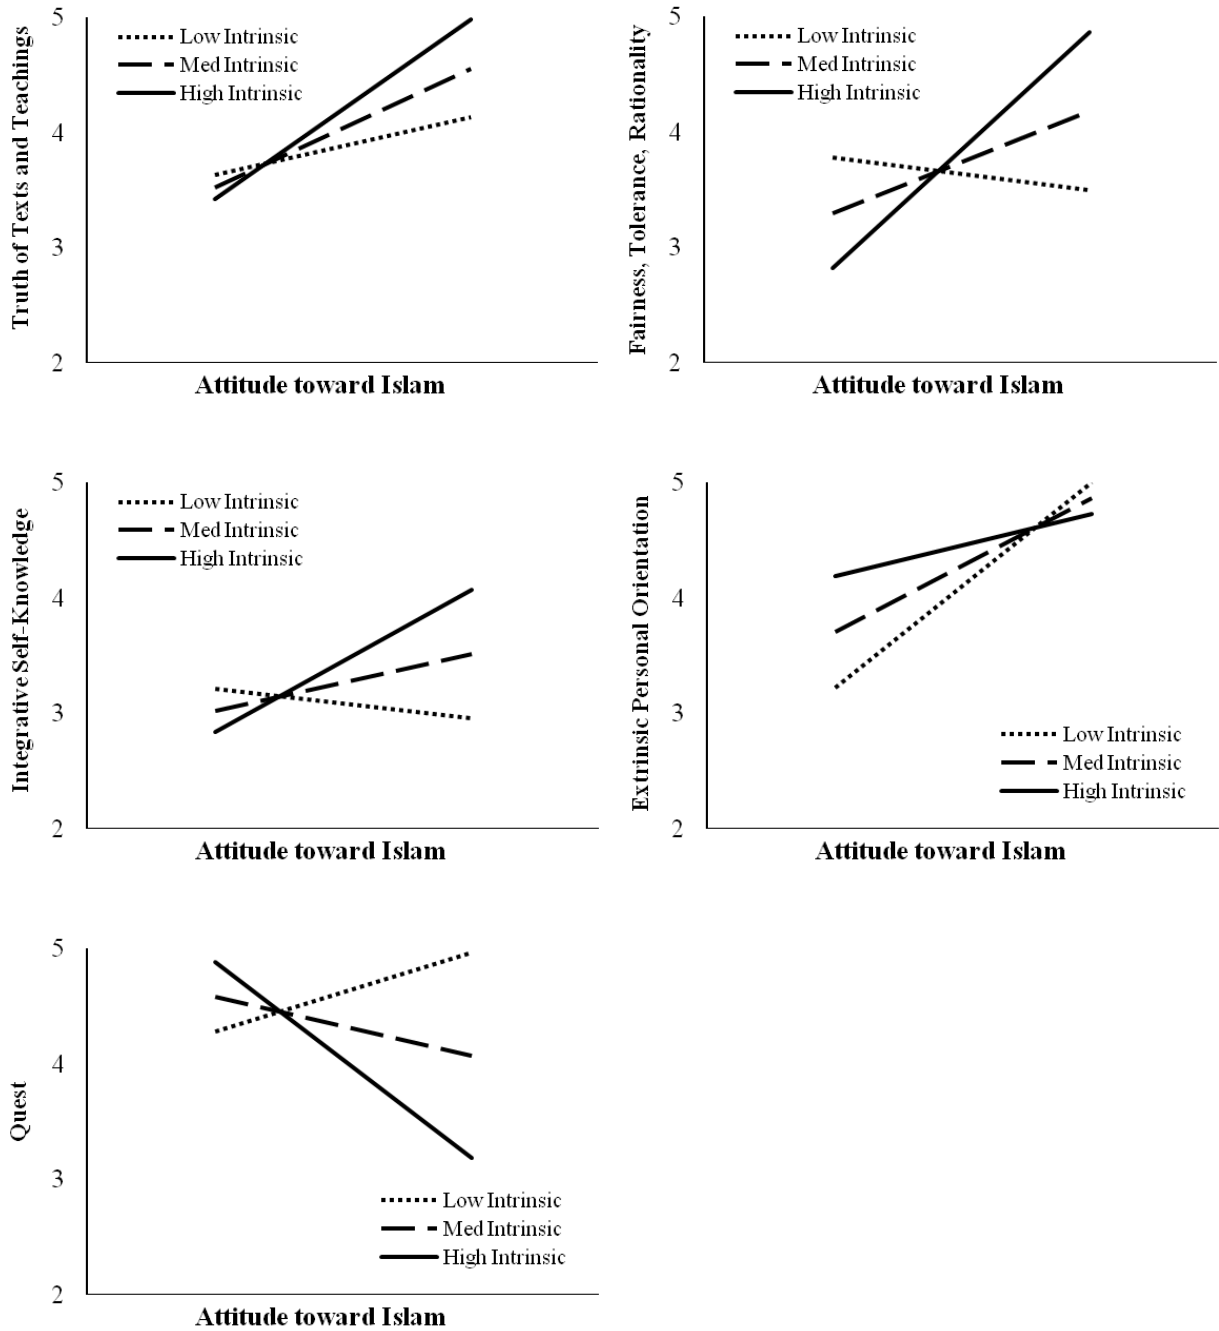 Truth of Texts and Teachings
5
4
3
2
Low Intrinsic
Med Intrinsic
High Intrinsic
Attitude toward Islam
Fairness, Tolerance, Rationality
5
4
3
2
Low Intrinsic
Med Intrinsic
High Intrinsic
Attitude toward Islam
Integrative Self-Knowledge
5
4
3
2
Low Intrinsic
Med Intrinsic
High Intrinsic
Attitude toward Islam
Extrinsic Personal Orientation
5
4
3
2
Low Intrinsic
Med Intrinsic
High Intrinsic
Attitude toward Islam
Quest
5
4
3
2
Low Intrinsic
Med Intrinsic
High Intrinsic
Attitude toward Islam